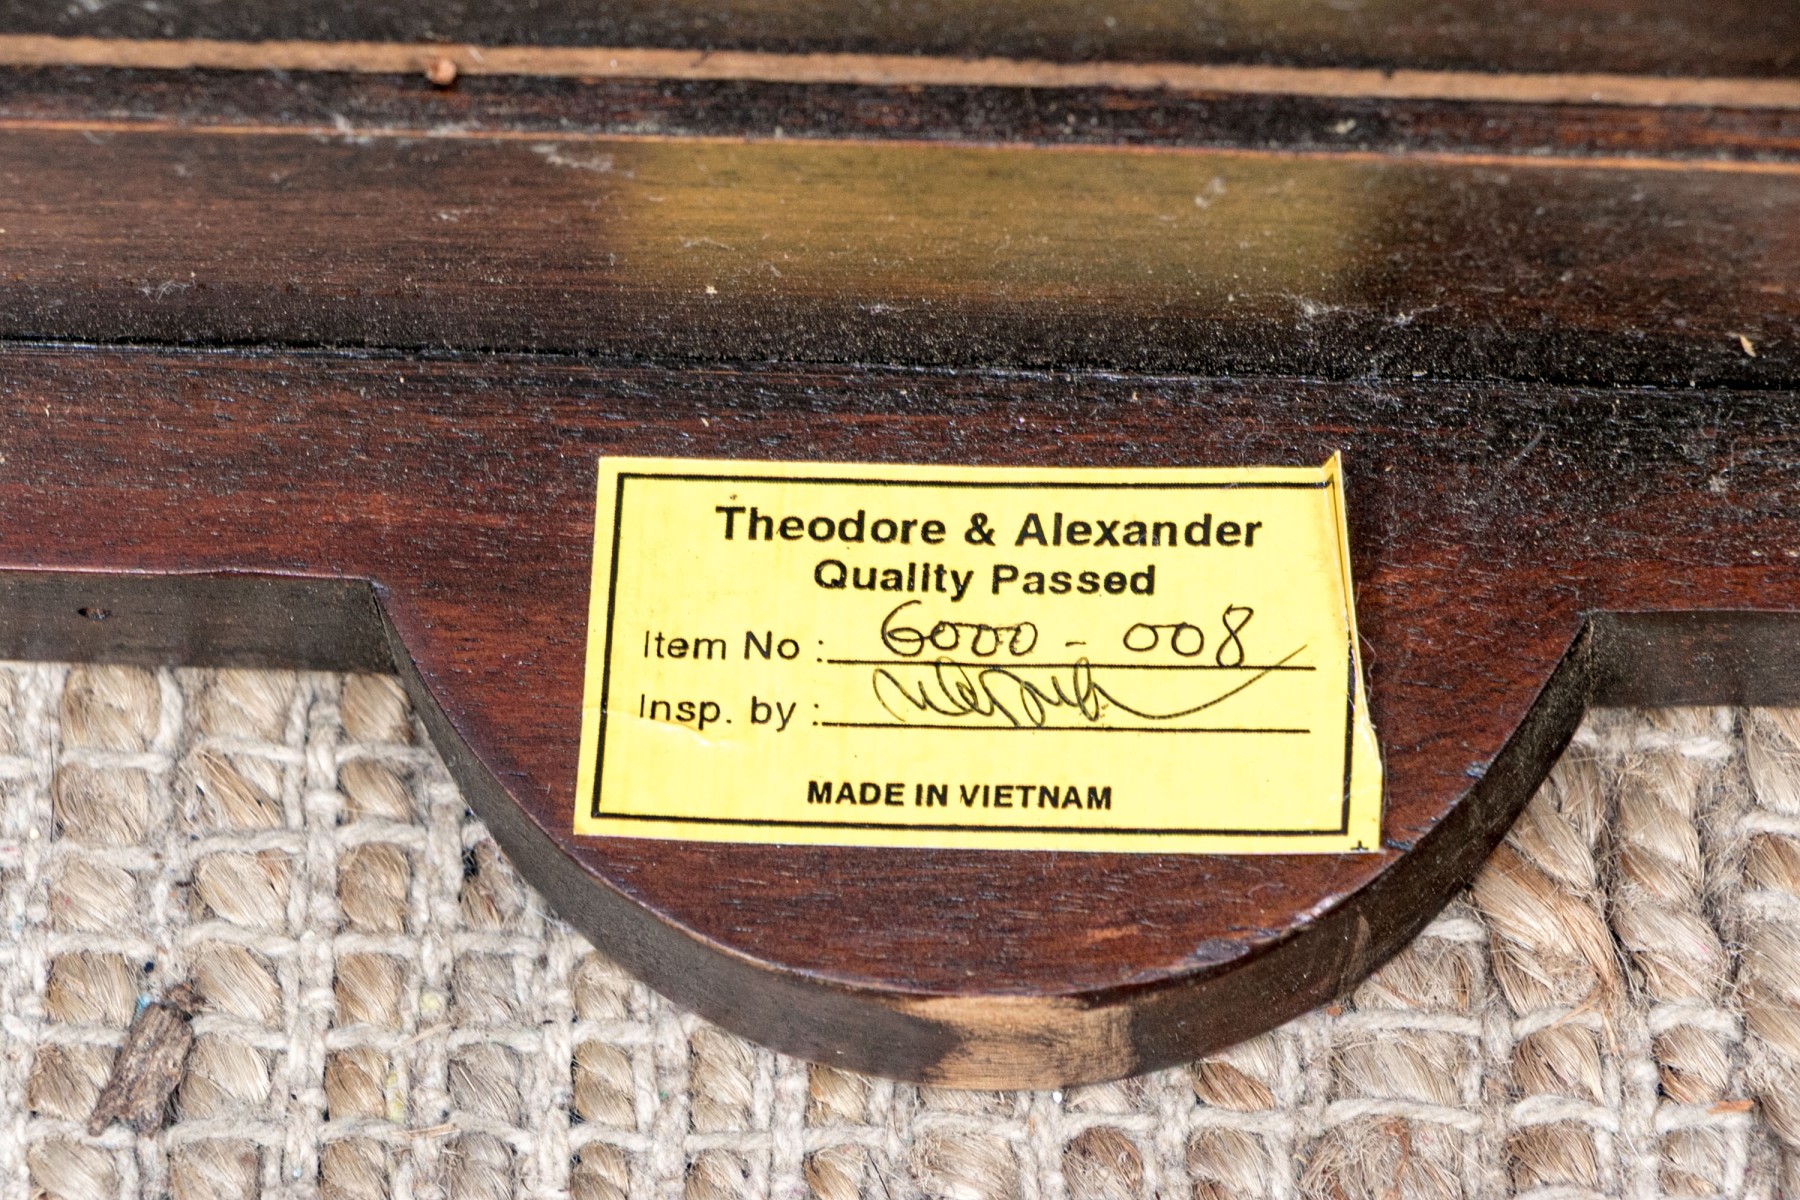 Theodore & Alexander
Quality Passed
Item No : 6000 - 008
Insp. by :
MADE IN VIETNAM